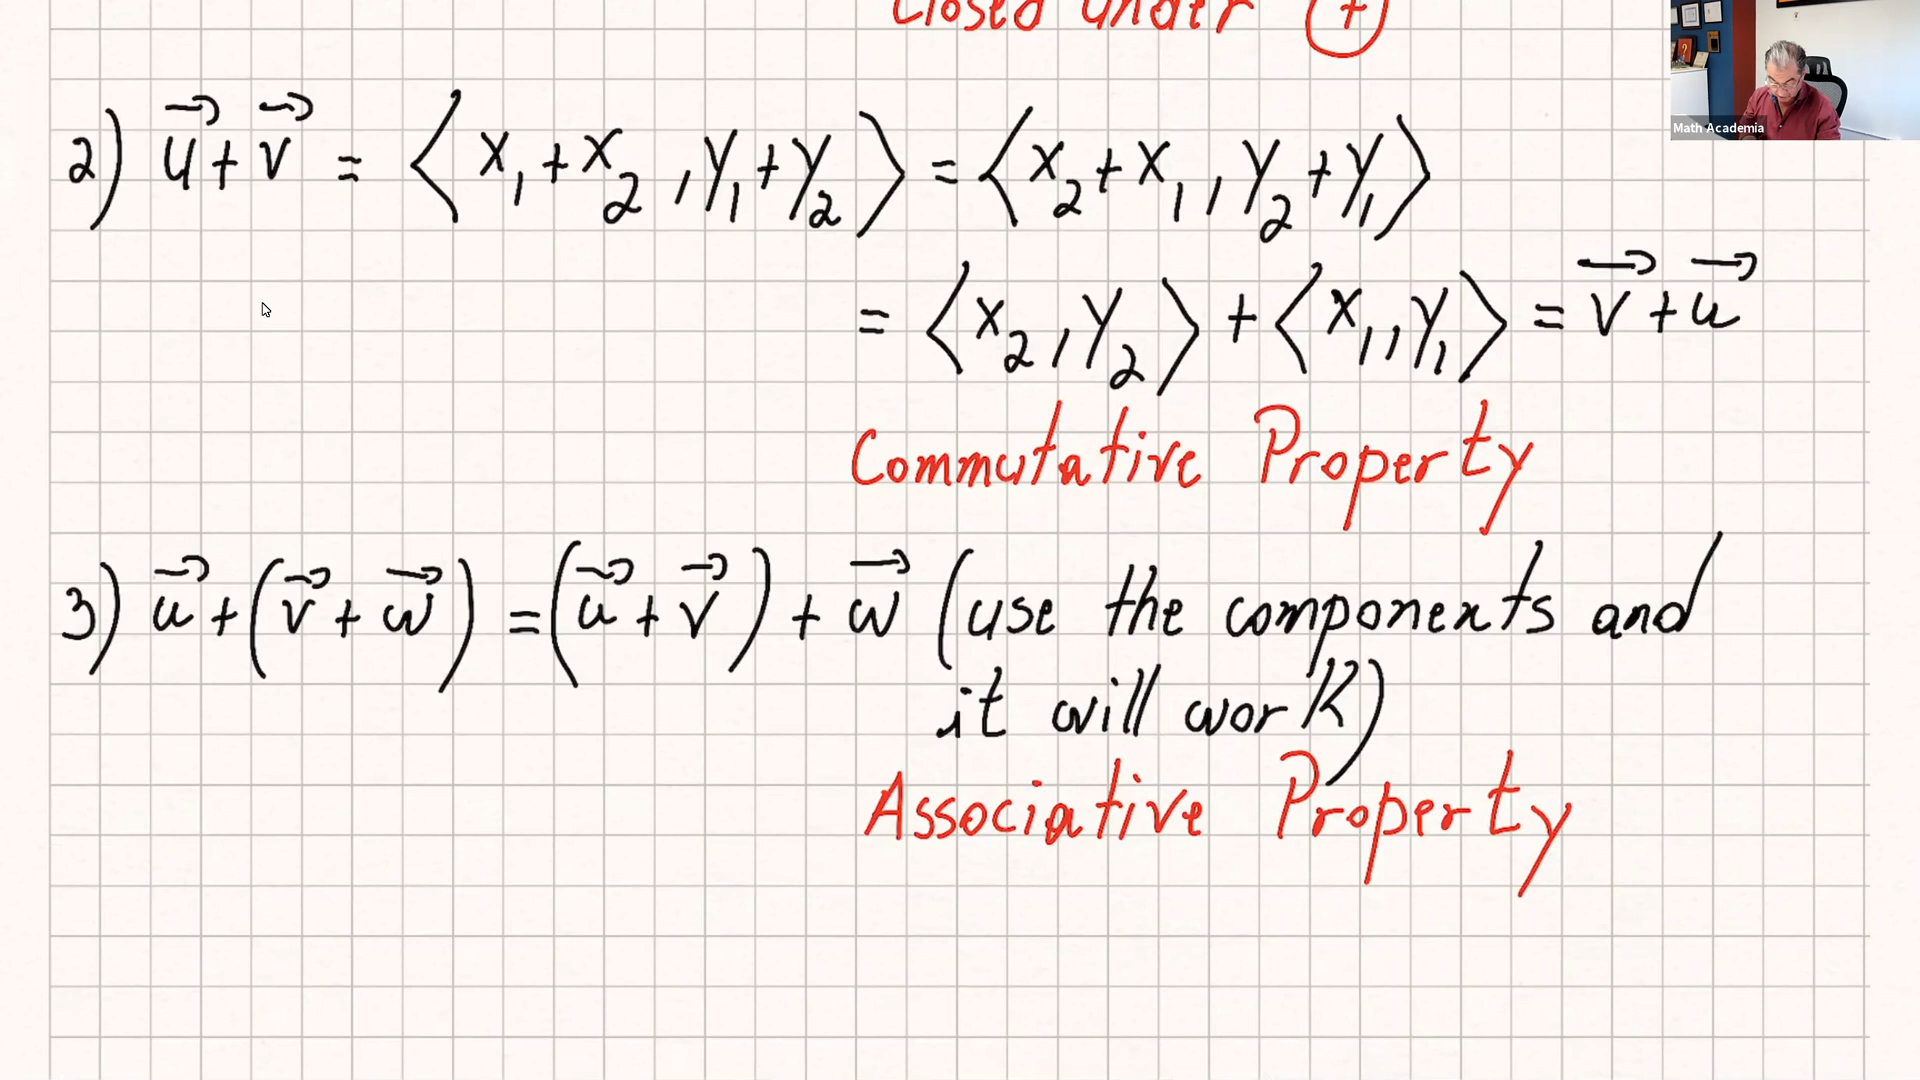 Closed under ⊕
Math Academia
2) u⃗ + v⃗ = ⟨x₁+x₂, y₁+y₂⟩ = ⟨x₂+x₁, y₂+y₁⟩
= ⟨x₂, y₂⟩ + ⟨x₁, y₁⟩ = v⃗ + u⃗
Commutative Property
3) u⃗ + (v⃗ + w⃗) = (u⃗ + v⃗) + w⃗ (use the components and
it will work)
Associative Property